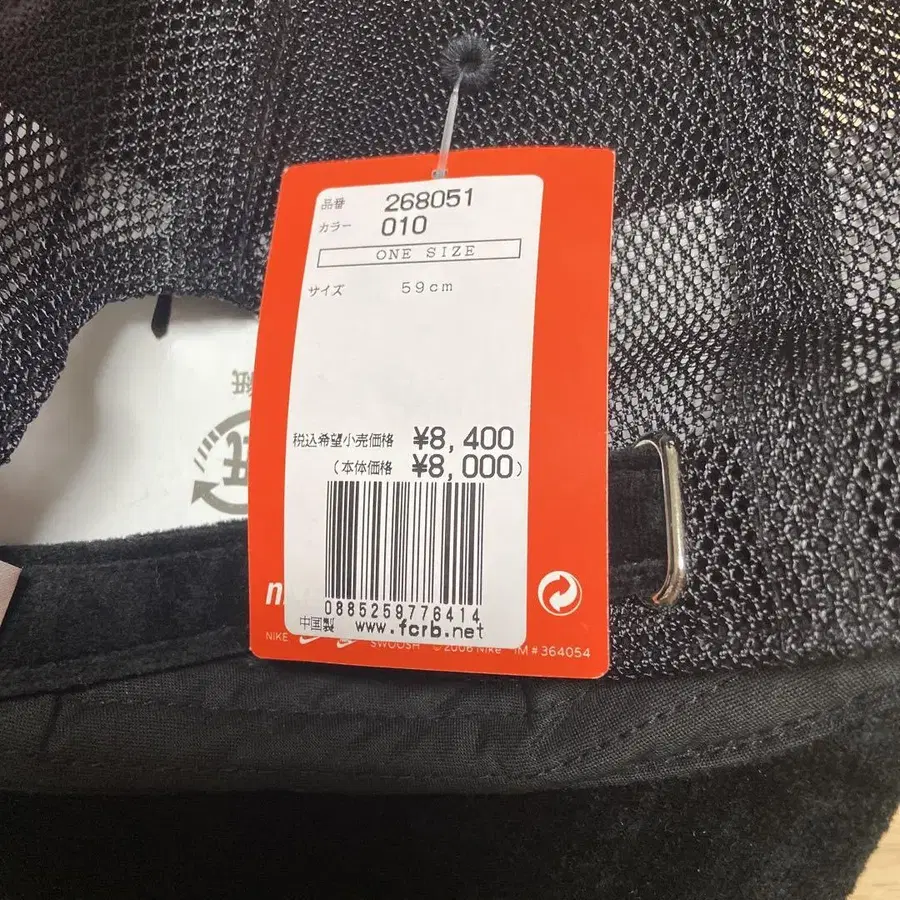 品番 268051
カラー 010
ONE SIZE
サイズ 59cm
税込希望小売価格 ¥8,400
(本体価格 ¥8,000)
0885259776414
中国製 www.fcrb.net
NIKE SWOOSH ©2006 Nike IM #364054